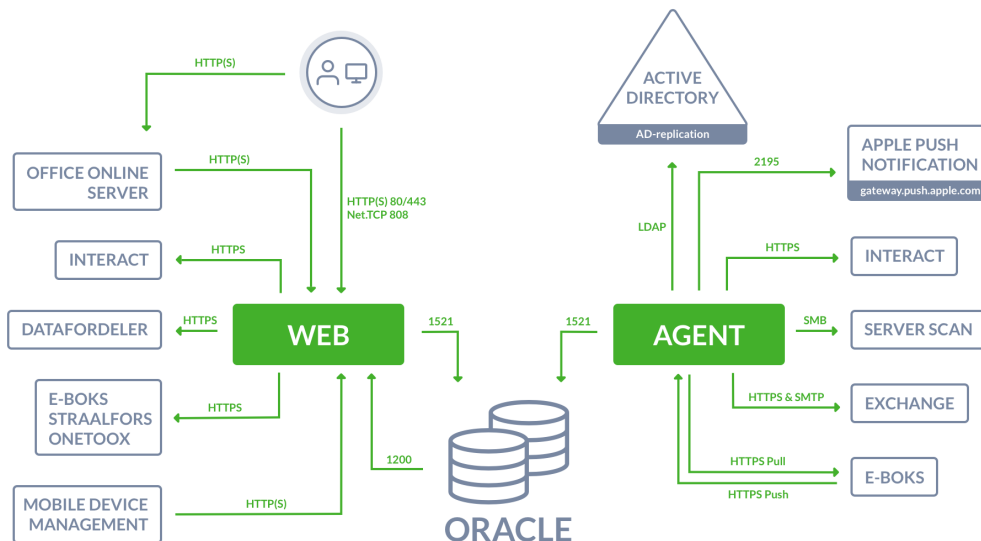 HTTP(S)
ACTIVE
DIRECTORY
AD-replication
OFFICE ONLINE
SERVER
HTTP(S)
HTTP(S) 80/443
Net.TCP 808
LDAP
2195
APPLE PUSH
NOTIFICATION
gateway.push.apple.com
INTERACT
HTTPS
HTTPS
INTERACT
DATAFORDELER
HTTPS
WEB
1521
1521
AGENT
SMB
SERVER SCAN
E-BOKS
STRAALFORS
ONETOOX
HTTPS
HTTPS & SMTP
EXCHANGE
1200
HTTPS Pull
HTTPS Push
E-BOKS
MOBILE DEVICE
MANAGEMENT
HTTP(S)
ORACLE